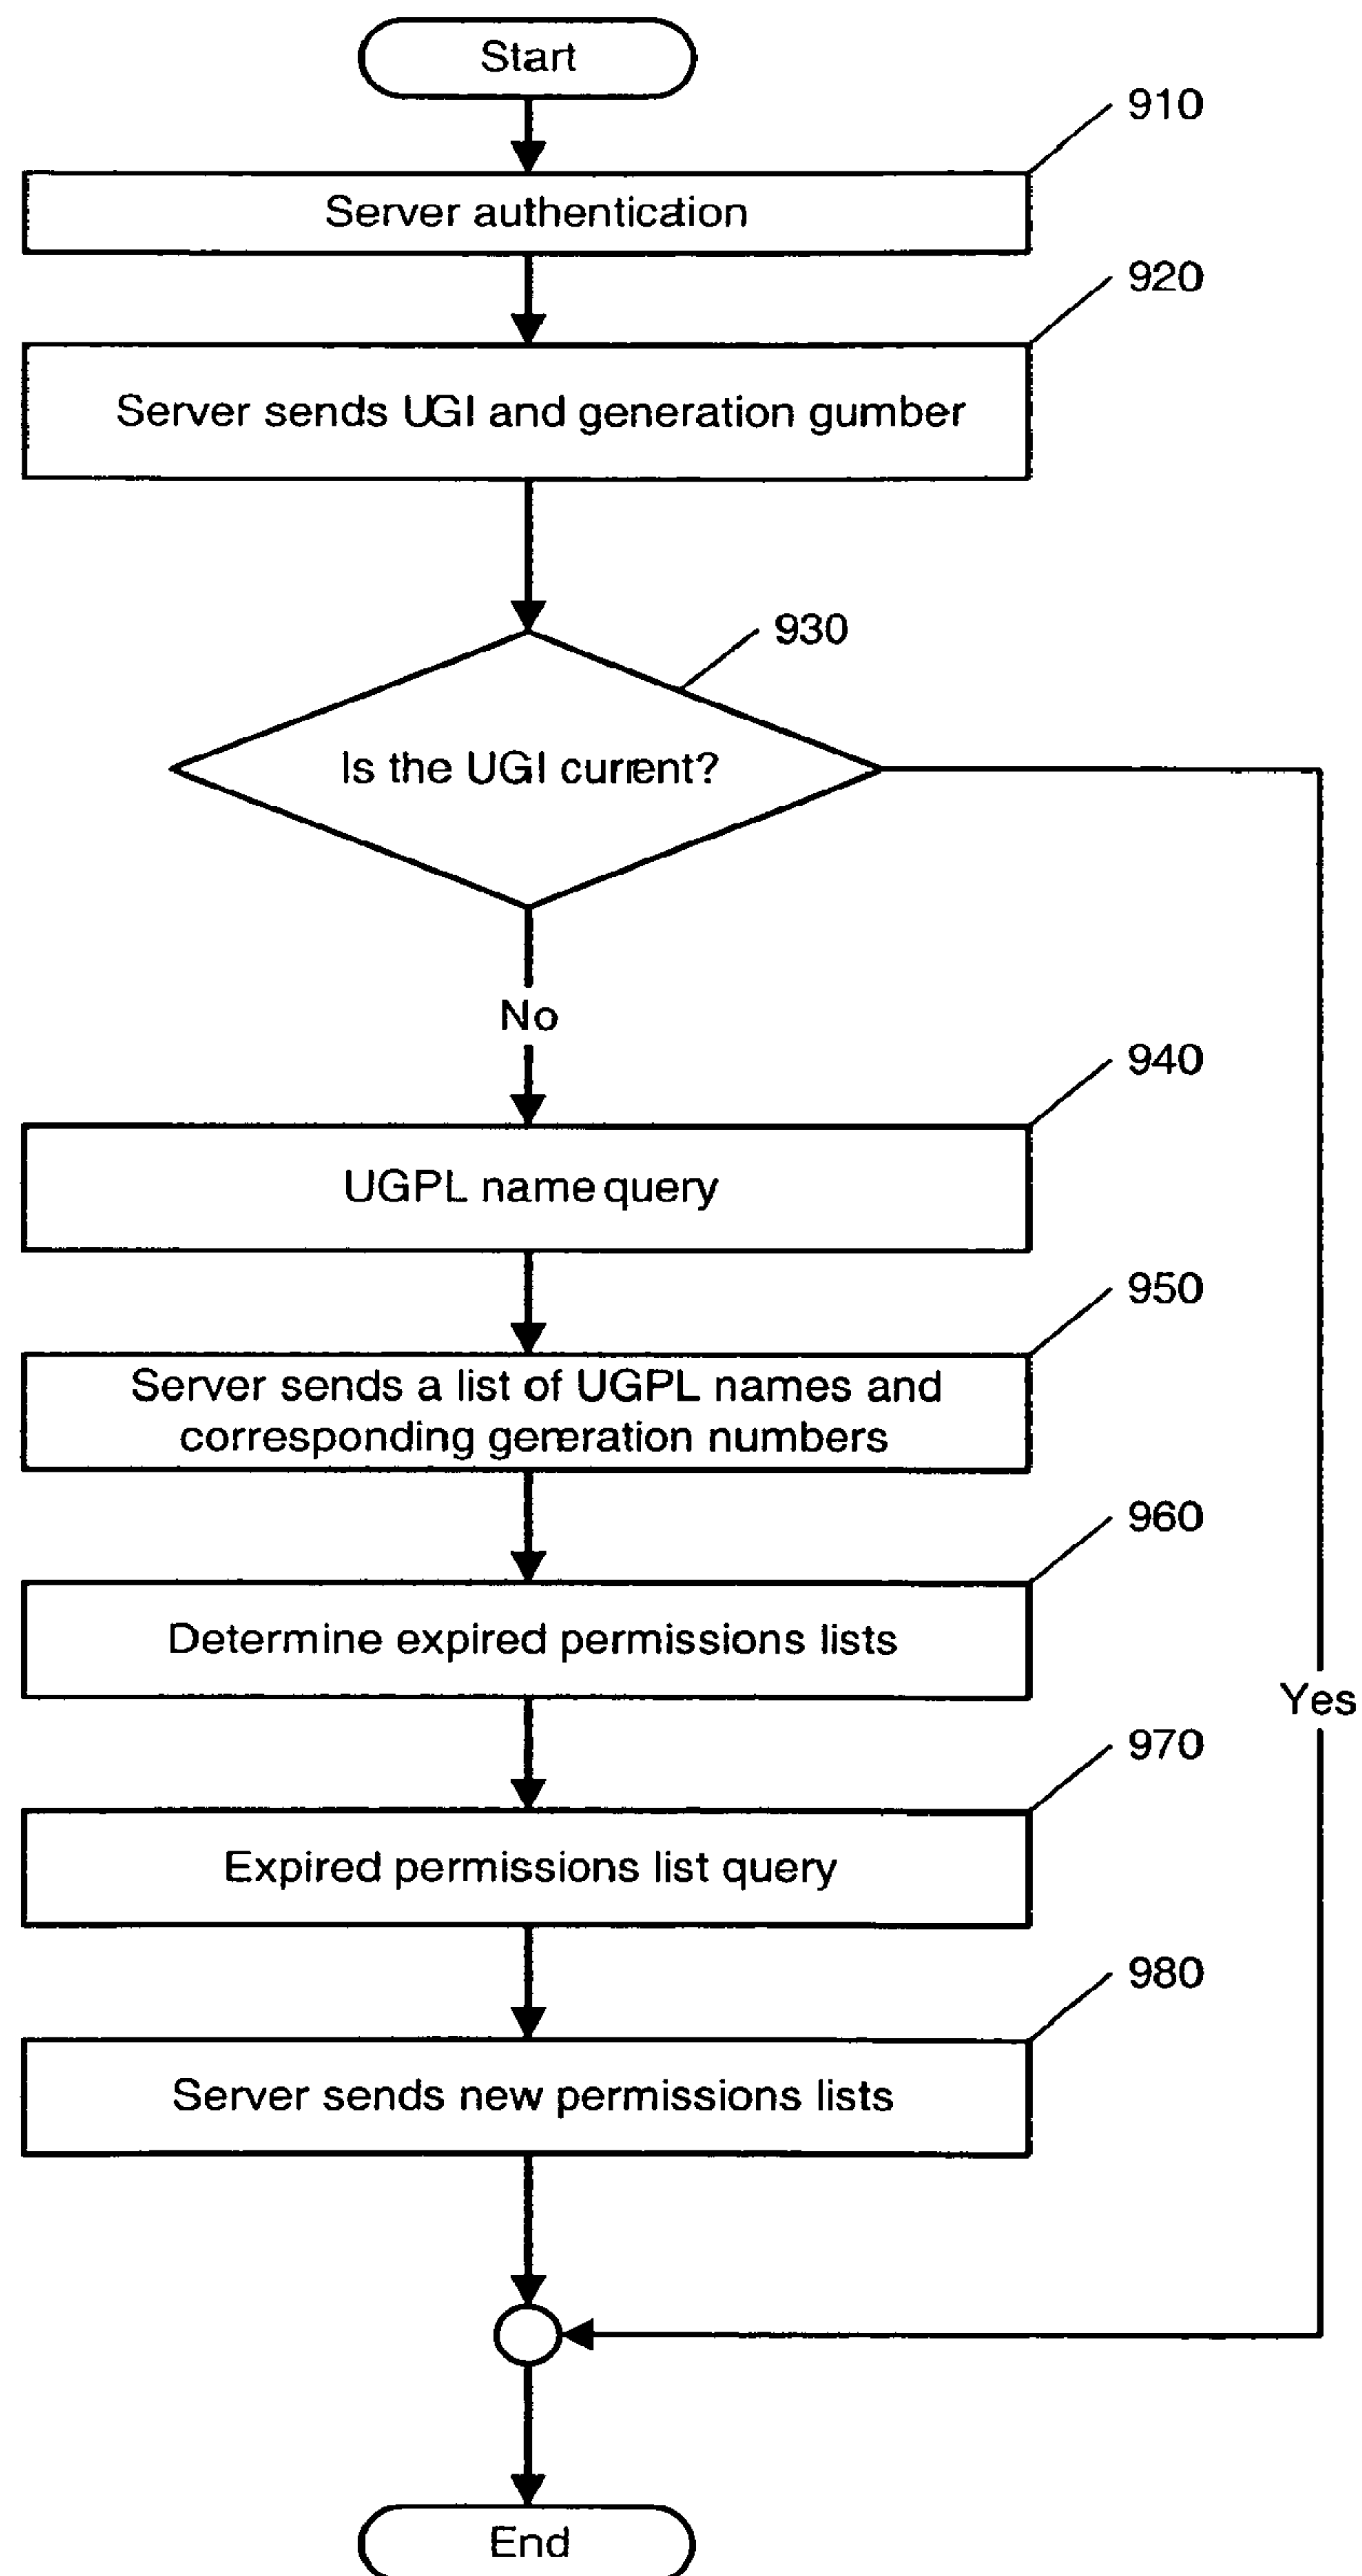 Start
910
Server authentication
920
Server sends UGI and generation gumber
930
Is the UGI current?
No
940
UGPL name query
950
Server sends a list of UGPL names and
corresponding generation numbers
960
Determine expired permissions lists
Yes
970
Expired permissions list query
980
Server sends new permissions lists
End